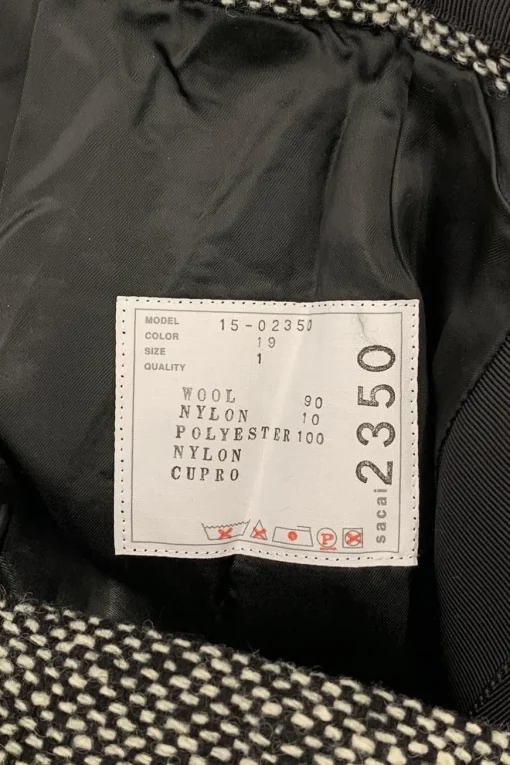 MODEL 15-02350
COLOR 19
SIZE 1
QUALITY
WOOL 90
NYLON 10
POLYESTER 100
NYLON
CUPRO
P
sacai 2350